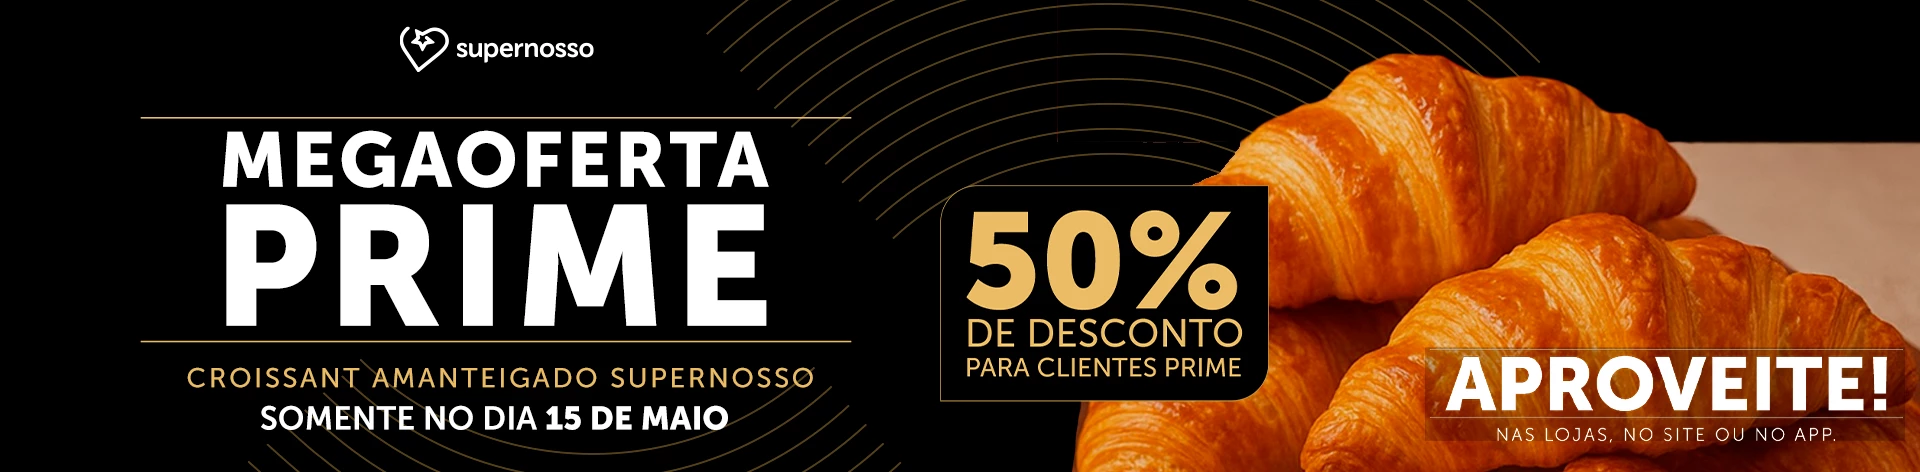 supernosso
MEGAOFERTA
PRIME
CROISSANT AMANTEIGADO SUPERNOSSO
SOMENTE NO DIA 15 DE MAIO
50%
DE DESCONTO
PARA CLIENTES PRIME
APROVEITE!
NAS LOJAS, NO SITE OU NO APP.